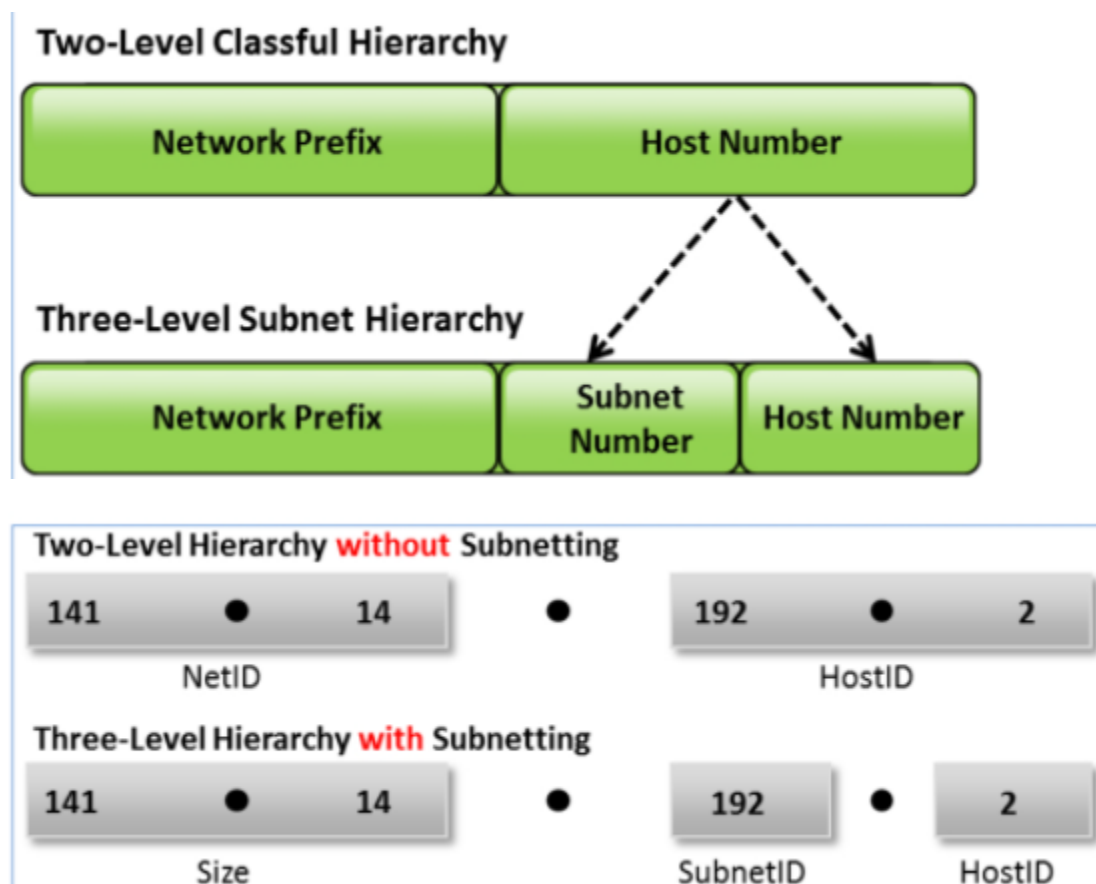 Two-Level Classful Hierarchy
Network Prefix Host Number
Three-Level Subnet Hierarchy
Network Prefix Subnet Number Host Number
Two-Level Hierarchy without Subnetting
141 • 14 • 192 • 2
NetID HostID
Three-Level Hierarchy with Subnetting
141 • 14 • 192 • 2
Size SubnetID HostID